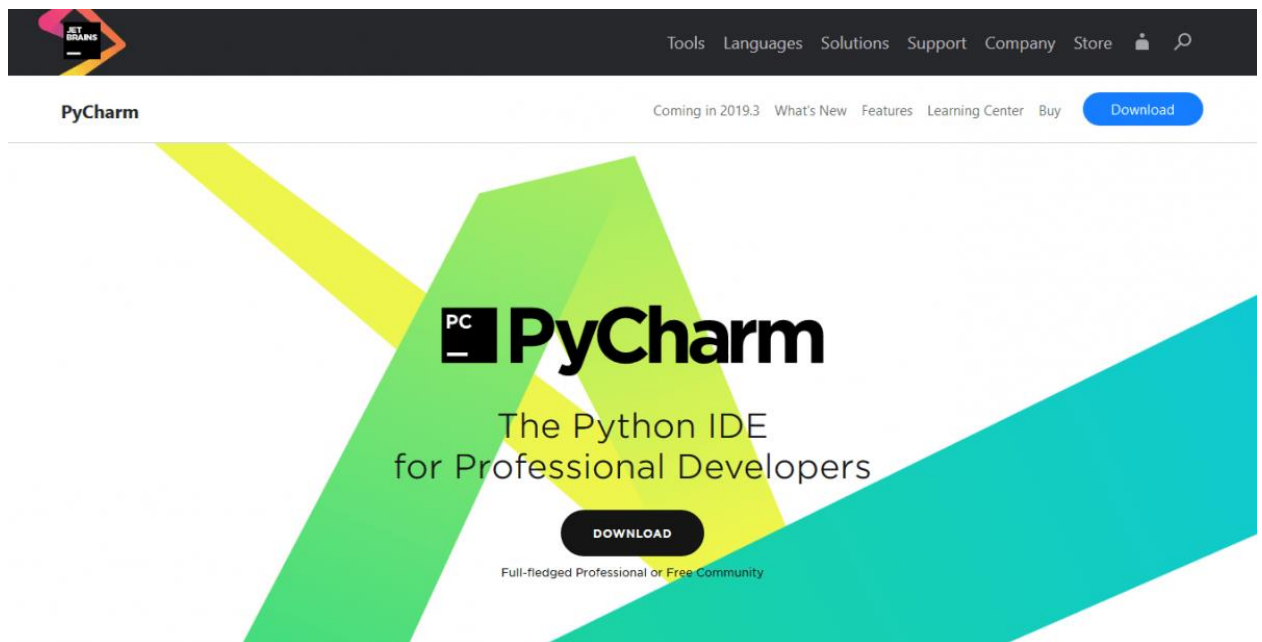 JET
BRAINS
Tools Languages Solutions Support Company Store
PyCharm
Coming in 2019.3 What's New Features Learning Center Buy Download
PC
PyCharm
The Python IDE
for Professional Developers
DOWNLOAD
Full-fledged Professional or Free Community